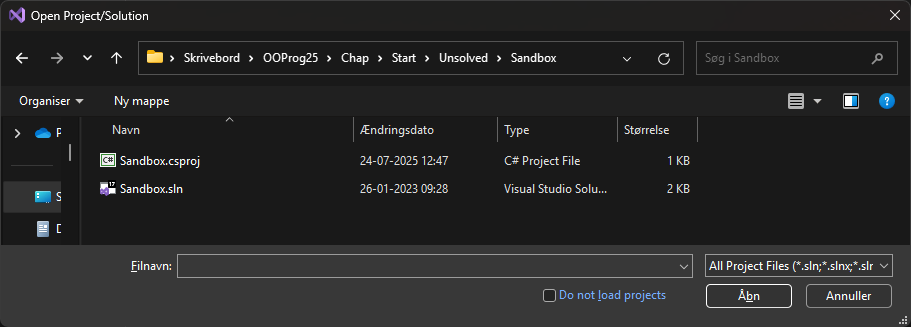 Open Project/Solution
Skrivebord > OOProg25 > Chap > Start > Unsolved > Sandbox
Søg i Sandbox
Organiser Ny mappe ?
Navn Ændringsdato Type Størrelse
C# Sandbox.csproj 24-07-2025 12:47 C# Project File 1 KB
17 Sandbox.sln 26-01-2023 09:28 Visual Studio Solu... 2 KB
Filnavn: All Project Files (*.sln;*.slnx;*.slr
Do not load projects
Åbn Annuller